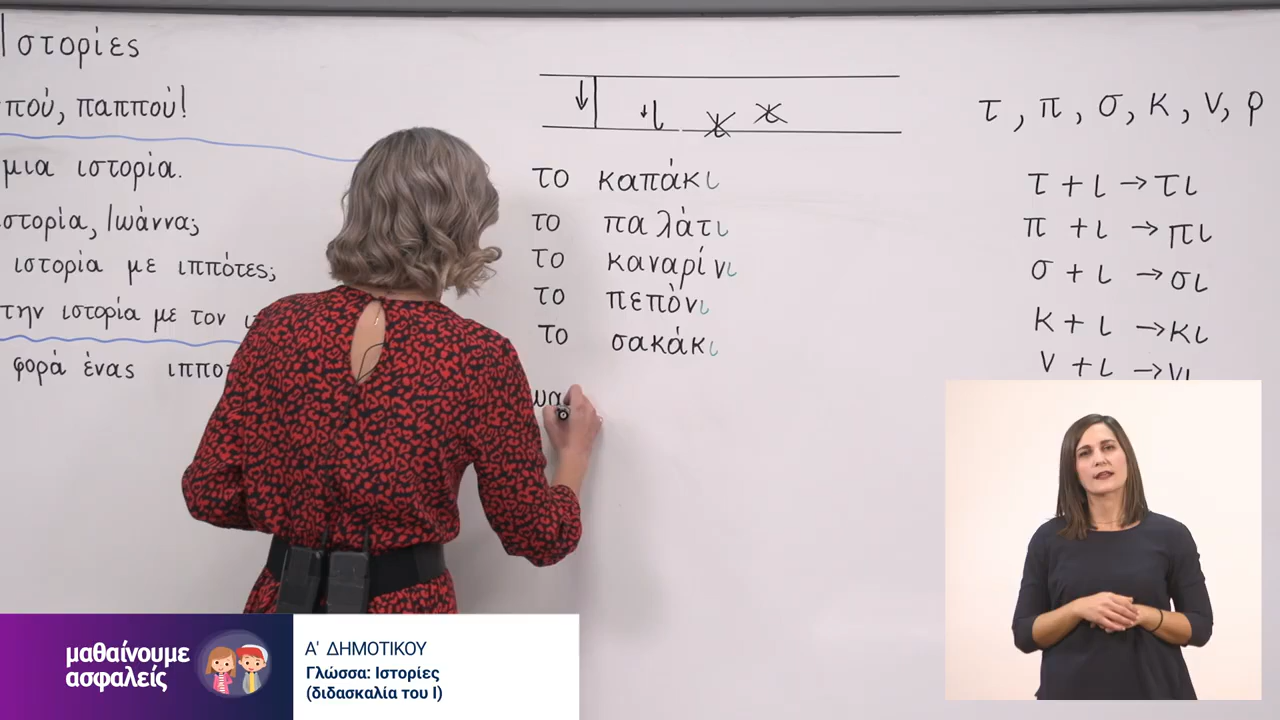 Ιστορίες
πού, παππού!
μια ιστορία.
στορία, Ιωάννα;
ιστορία με ιππότες;
την ιστορία με τον
φορά ένας ιππο
το καπάκι
το παλάτι
το καναρίνι
το πεπόνι
το σακάκι
τ, π, σ, κ, ν, ρ
τ + ι → τι
π + ι → πι
σ + ι → σι
κ + ι → κι
ν + ι → νι
μαθαίνουμε
ασφαλείς
Α' ΔΗΜΟΤΙΚΟΥ
Γλώσσα: Ιστορίες
(διδασκαλία του Ι)